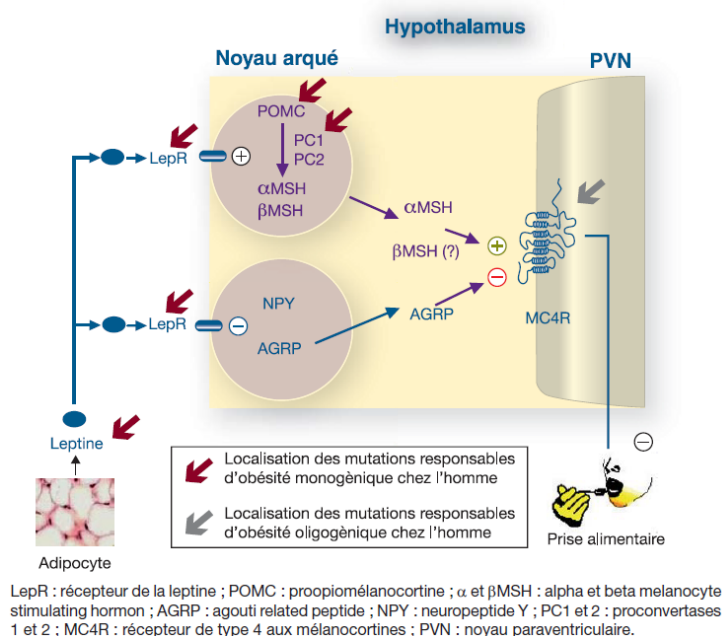 Hypothalamus
Noyau arqué
PVN
POMC
PC1
PC2
LepR
+
αMSH
βMSH
αMSH
βMSH (?)
+
−
NPY
LepR
−
AGRP
AGRP
MC4R
Leptine
−
Localisation des mutations responsables
d'obésité monogénique chez l'homme
Localisation des mutations responsables
d'obésité oligogénique chez l'homme
Prise alimentaire
Adipocyte
LepR : récepteur de la leptine ; POMC : proopiomélanocortine ; α et βMSH : alpha et beta melanocyte
stimulating hormon ; AGRP : agouti related peptide ; NPY : neuropeptide Y ; PC1 et 2 : proconvertases
1 et 2 ; MC4R : récepteur de type 4 aux mélanocortines ; PVN : noyau paraventriculaire.